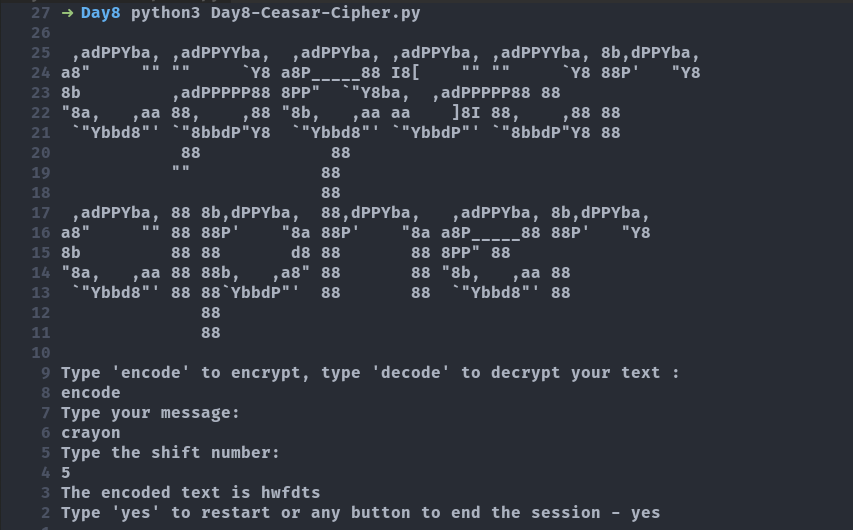 27 → Day8 python3 Day8-Ceasar-Cipher.py
26
25  ,adPPYba, ,adPPYYba,  ,adPPYba, ,adPPYba, ,adPPYYba, 8b,dPPYba,
24 a8"     "" ""     `Y8 a8P_____88 I8[    "" ""     `Y8 88P'   "Y8
23 8b         ,adPPPPP88 8PP"  `"Y8ba,  ,adPPPPP88 88
22 "8a,   ,aa 88,    ,88 "8b,   ,aa aa    ]8I 88,    ,88 88
21  `"Ybbd8"' `"8bbdP"Y8  `"Ybbd8"' `"YbbdP"' `"8bbdP"Y8 88
20             88             88
19            ""             88
18                           88
17  ,adPPYba, 88 8b,dPPYba,  88,dPPYba,   ,adPPYba, 8b,dPPYba,
16 a8"     "" 88 88P'    "8a 88P'    "8a a8P_____88 88P'   "Y8
15 8b         88 88       d8 88       88 8PP" 88
14 "8a,   ,aa 88 88b,   ,a8" 88       88 "8b,   ,aa 88
13  `"Ybbd8"' 88 88`YbbdP"'  88       88  `"Ybbd8"' 88
12               88
11               88
10
9 Type 'encode' to encrypt, type 'decode' to decrypt your text :
8 encode
7 Type your message:
6 crayon
5 Type the shift number:
4 5
3 The encoded text is hwfdts
2 Type 'yes' to restart or any button to end the session - yes